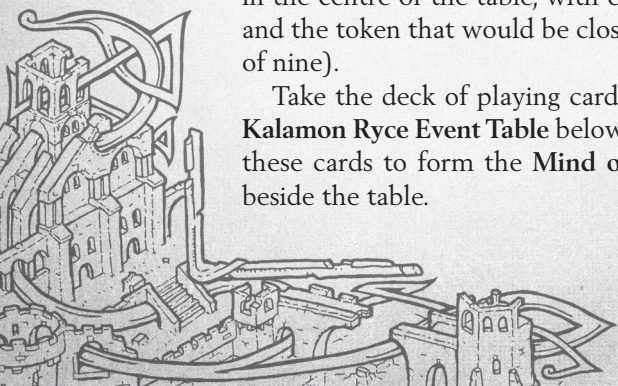 in the centre of the table, with
and the token that would be clos
of nine).
Take the deck of playing card
Kalamon Ryce Event Table below
these cards to form the Mind o
beside the table.